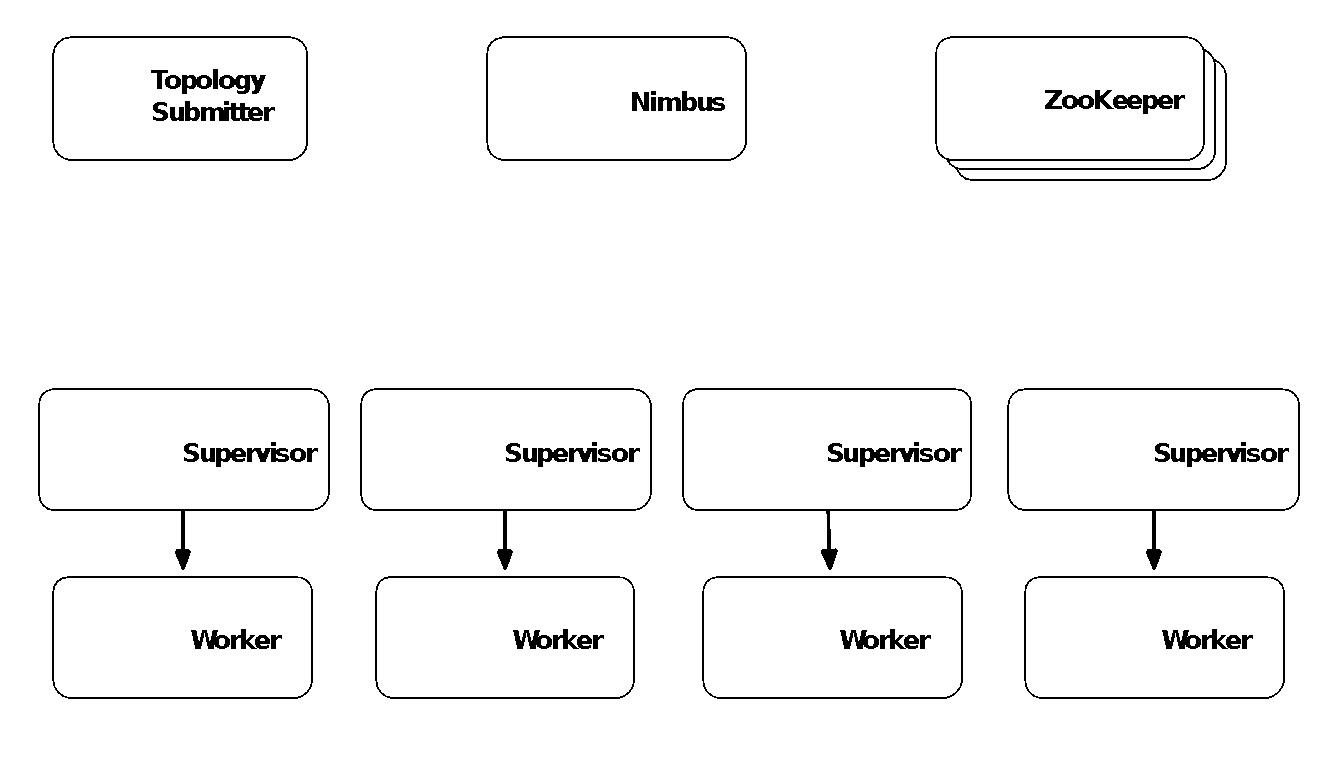 Topology
Submitter
Nimbus
ZooKeeper
Supervisor
Supervisor
Supervisor
Supervisor
Worker
Worker
Worker
Worker